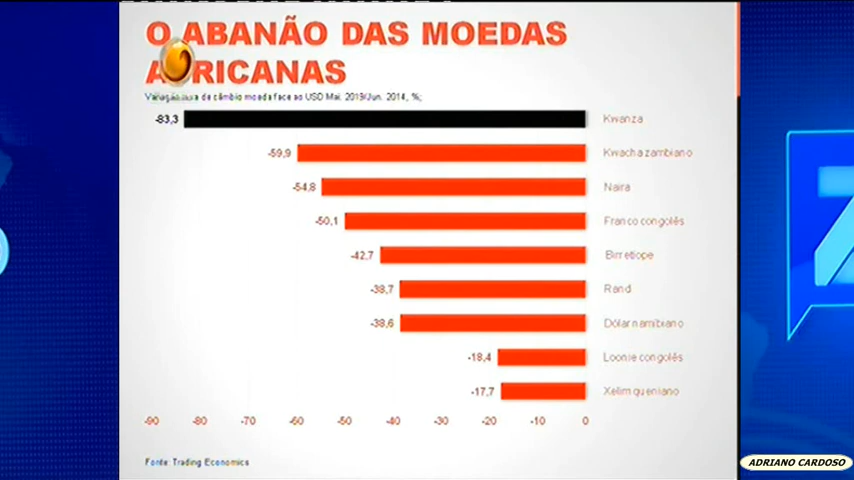 O ABANÃO DAS MOEDAS
AFRICANAS
Variação taxa de câmbio moeda face ao USD Mai. 2019/Jun. 2014, %;
-83,3 Kwanza
-59,9 Kwacha zambiano
-54,8 Naira
-50,1 Franco congolês
-42,7 Birr etíope
-38,7 Rand
-38,6 Dólar namibiano
-18,4 Loonie congolês
-17,7 Xelim queniano
-90 -80 -70 -60 -50 -40 -30 -20 -10 0
Fonte: Trading Economics
ADRIANO CARDOSO